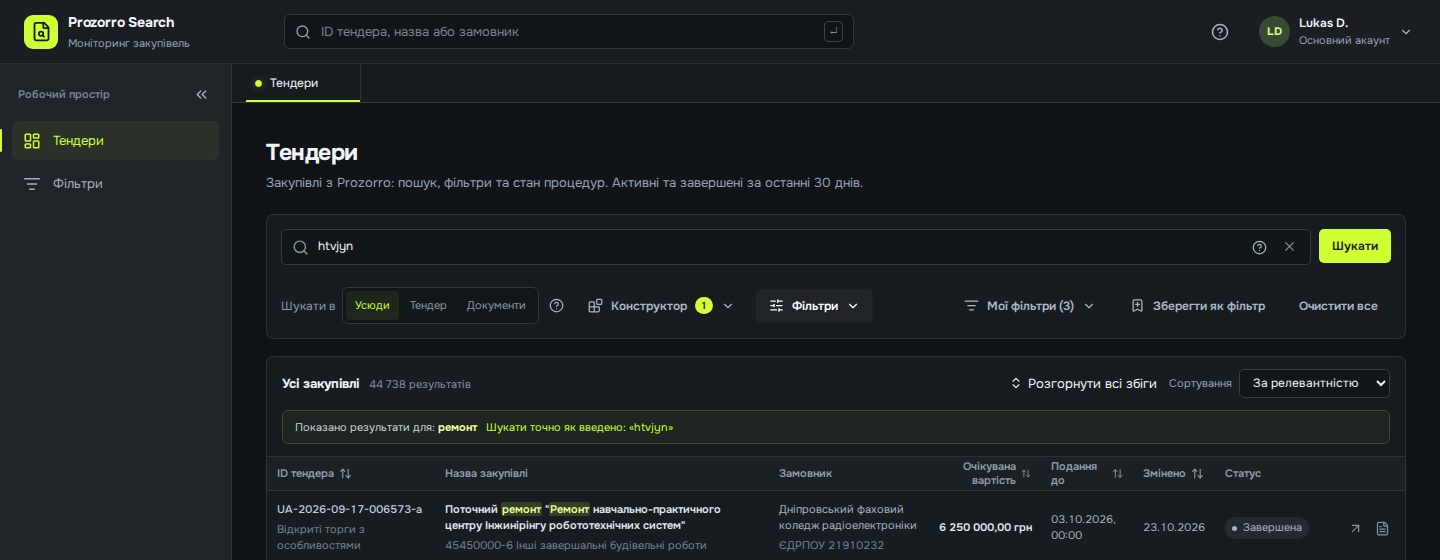 Prozorro Search
Моніторинг закупівель
ID тендера, назва або замовник
LD
Lukas D.
Основний акаунт
Робочий простір
Тендери
Фільтри
Тендери
Тендери
Закупівлі з Prozorro: пошук, фільтри та стан процедур. Активні та завершені за останні 30 днів.
htvjyn
Шукати
Шукати в
Усюди
Тендер
Документи
Конструктор
1
Фільтри
Мої фільтри (3)
Зберегти як фільтр
Очистити все
Усі закупівлі
44 738 результатів
Розгорнути всі збіги
Сортування
За релевантністю
Показано результати для: ремонт Шукати точно як введено: «htvjyn»
ID тендера
Назва закупівлі
Замовник
Очікувана
вартість
Подання
до
Змінено
Статус
UA-2026-09-17-006573-a
Відкриті торги з
особливостями
Поточний ремонт "Ремонт навчально-практичного
центру Інжинірінгу робототехнічних систем"
45450000-6 Інші завершальні будівельні роботи
Дніпровський фаховий
коледж радіоелектроніки
ЄДРПОУ 21910232
6 250 000,00 грн
03.10.2026,
00:00
23.10.2026
Завершена